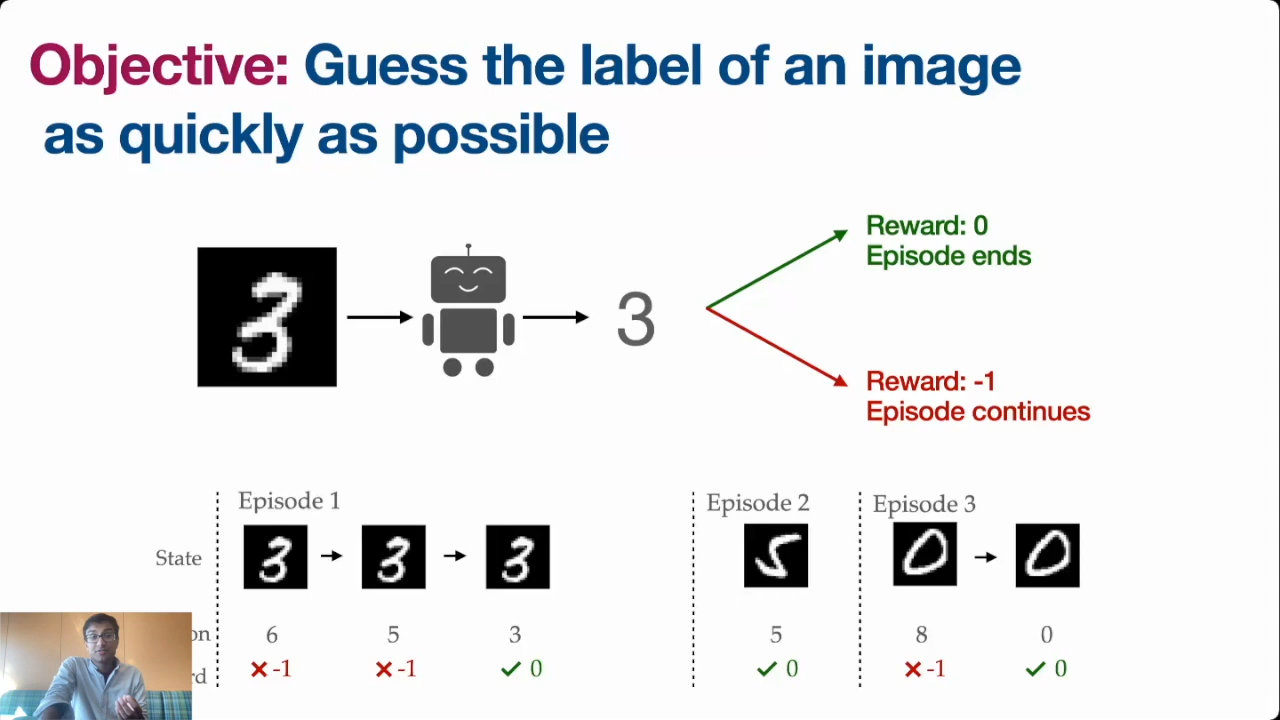 Objective: Guess the label of an image
as quickly as possible
Reward: 0
Episode ends
3
Reward: -1
Episode continues
Episode 1
Episode 2
Episode 3
State
on 6 5 3 5 8 0
rd ✗ -1 ✗ -1 ✓ 0 ✓ 0 ✗ -1 ✓ 0